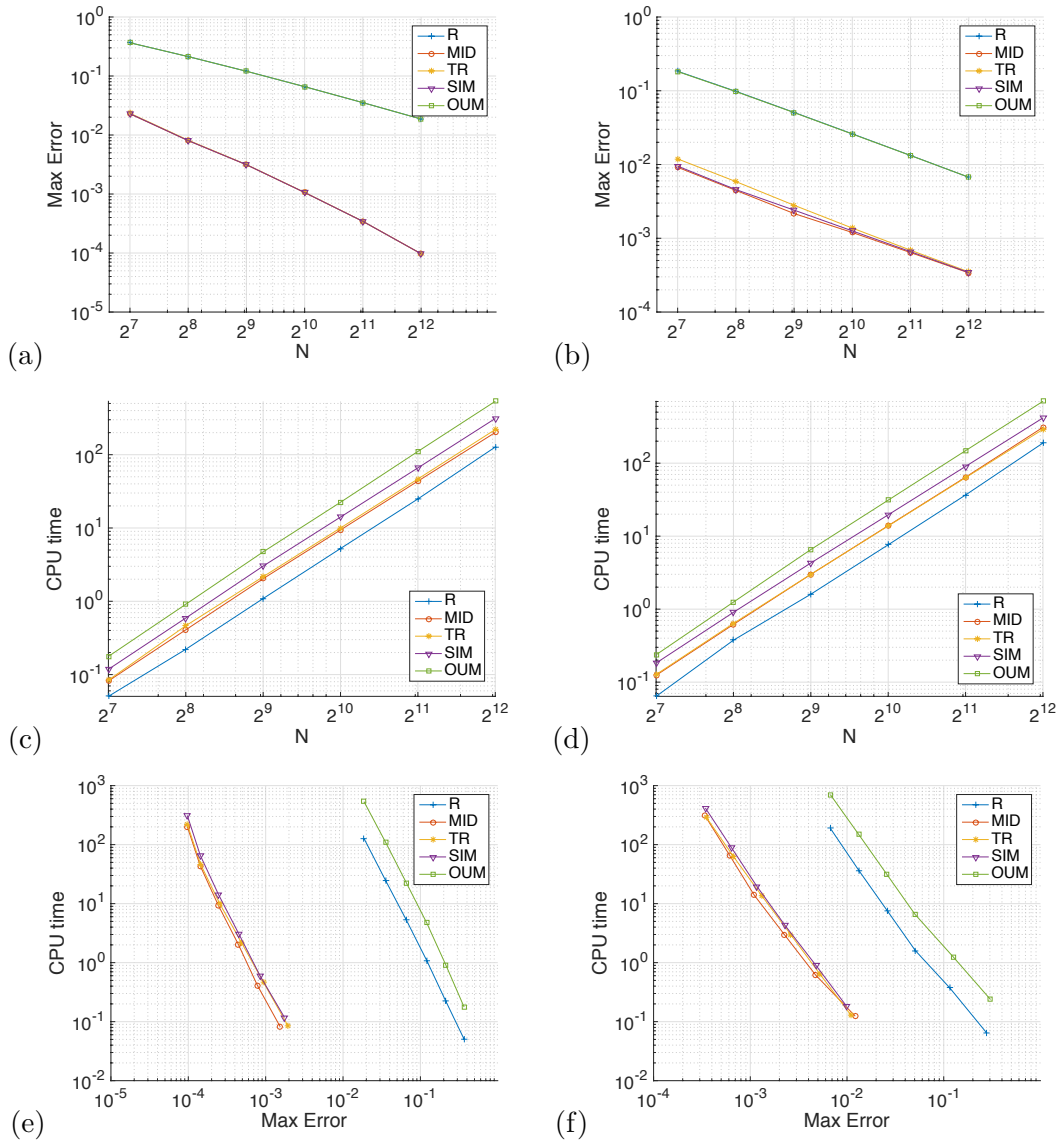 10^0
10^-1
10^-2
10^-3
10^-4
10^-5
Max Error
2^7 2^8 2^9 2^10 2^11 2^12
N
R
MID
TR
SIM
OUM
(a)
10^0
10^-1
10^-2
10^-3
10^-4
Max Error
2^7 2^8 2^9 2^10 2^11 2^12
N
R
MID
TR
SIM
OUM
(b)
10^2
10^1
10^0
10^-1
CPU time
2^7 2^8 2^9 2^10 2^11 2^12
N
R
MID
TR
SIM
OUM
(c)
10^2
10^1
10^0
10^-1
CPU time
2^7 2^8 2^9 2^10 2^11 2^12
N
R
MID
TR
SIM
OUM
(d)
10^3
10^2
10^1
10^0
10^-1
10^-2
CPU time
10^-5 10^-4 10^-3 10^-2 10^-1
Max Error
R
MID
TR
SIM
OUM
(e)
10^3
10^2
10^1
10^0
10^-1
10^-2
CPU time
10^-4 10^-3 10^-2 10^-1
Max Error
R
MID
TR
SIM
OUM
(f)